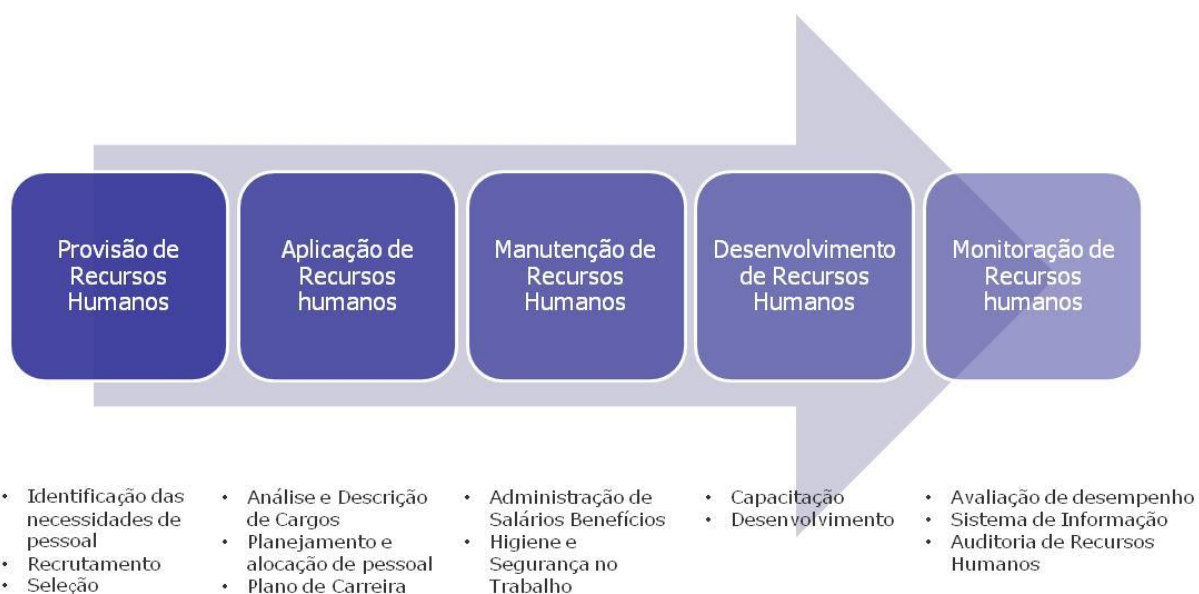 Provisão de
Recursos
Humanos
Aplicação de
Recursos
humanos
Manutenção de
Recursos
Humanos
Desenvolvimento
de Recursos
Humanos
Monitoração de
Recursos
humanos
• Identificação das
necessidades de
pessoal
• Recrutamento
• Seleção
• Análise e Descrição
de Cargos
• Planejamento e
alocação de pessoal
• Plano de Carreira
• Administração de
Salários Benefícios
• Higiene e
Segurança no
Trabalho
• Capacitação
• Desenvolvimento
• Avaliação de desempenho
• Sistema de Informação
• Auditoria de Recursos
Humanos